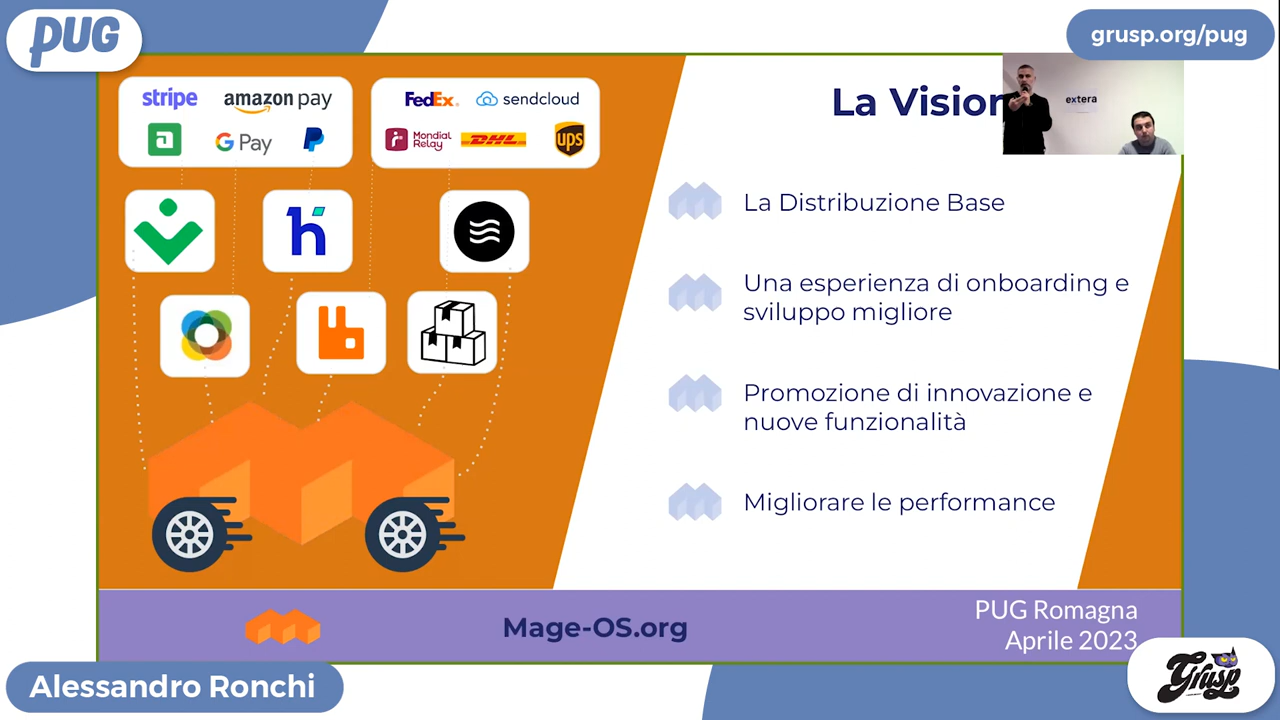 PUG
grusp.org/pug
stripe
amazon pay
G Pay
FedEx.
sendcloud
Mondial
Relay
DHL
ups
La Vision
extera
La Distribuzione Base
Una esperienza di onboarding e
sviluppo migliore
Promozione di innovazione e
nuove funzionalità
Migliorare le performance
Mage-OS.org
PUG Romagna
Aprile 2023
Alessandro Ronchi
Grusp